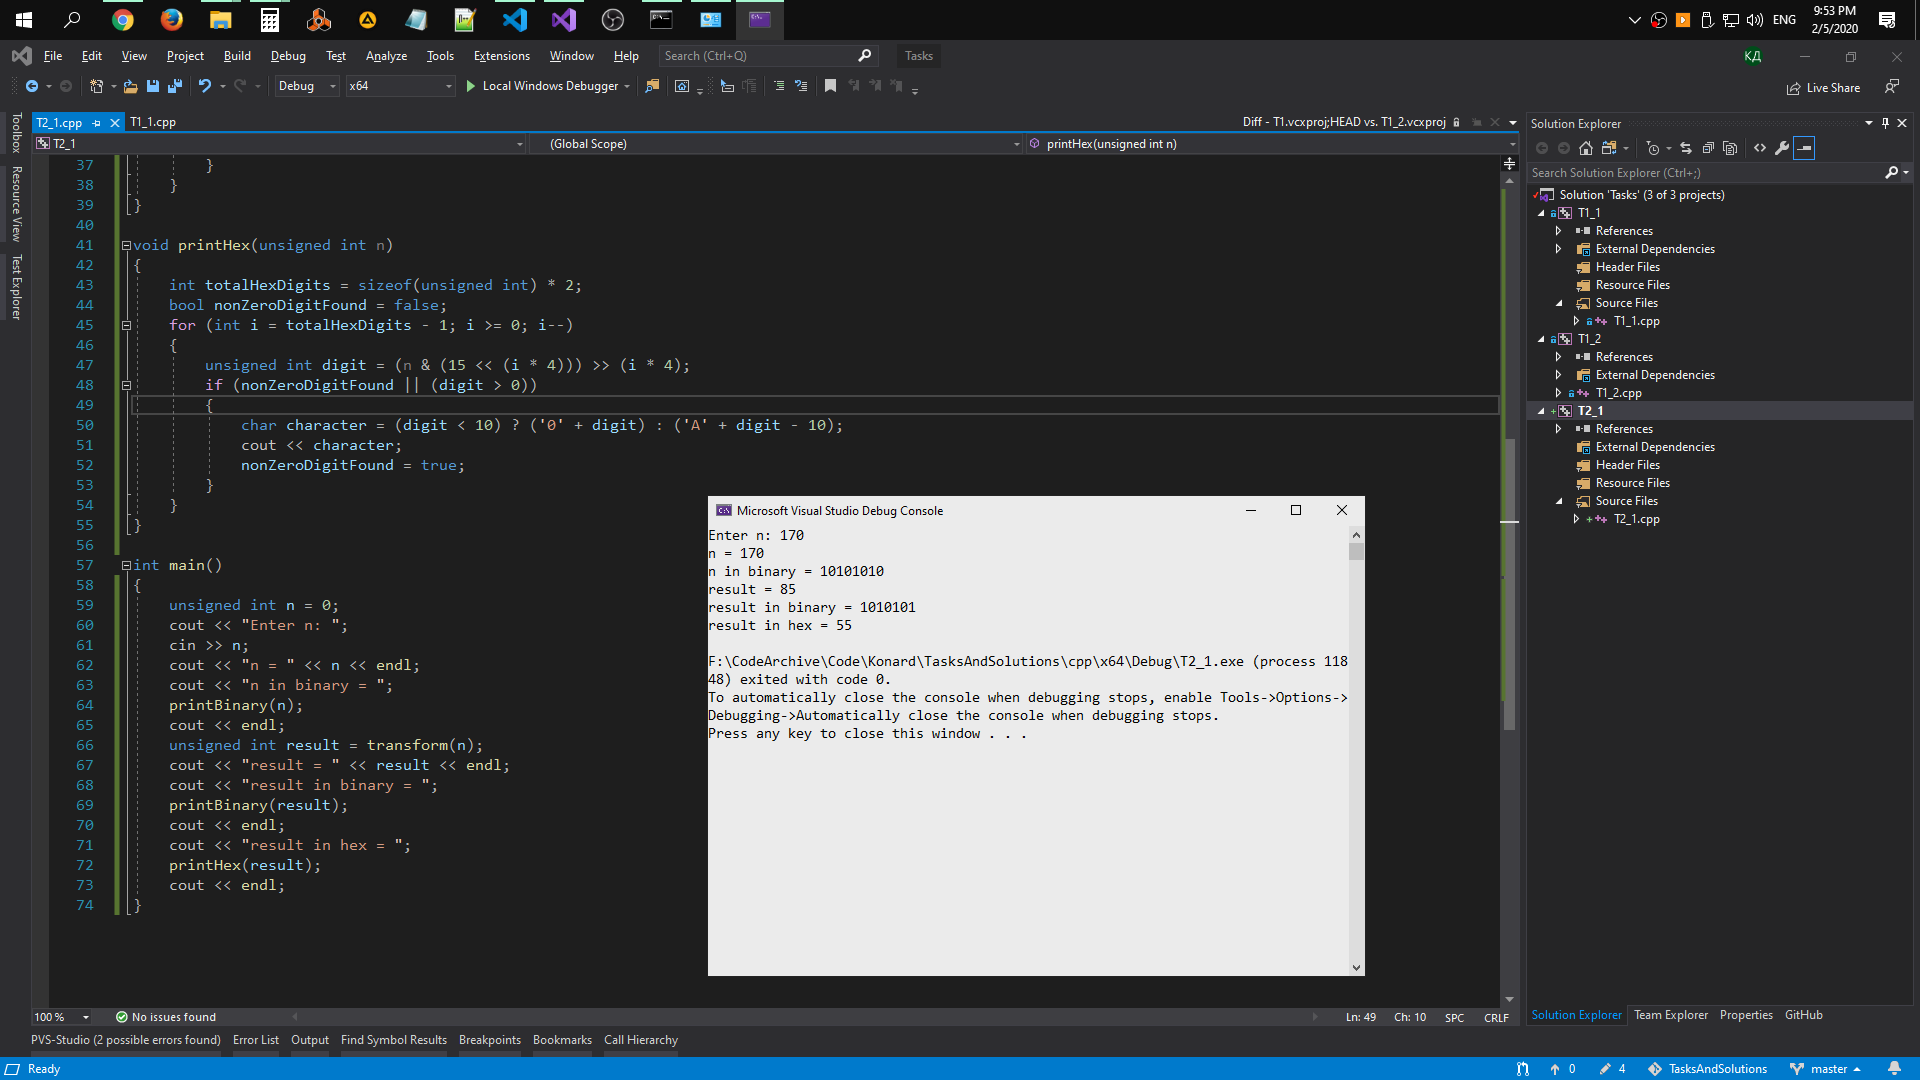 ENG
9:53 PM
2/5/2020
File Edit View Project Build Debug Test Analyze Tools Extensions Window Help Search (Ctrl+Q) Tasks КД
Debug x64 Local Windows Debugger Live Share
T2_1.cpp T1_1.cpp Diff - T1.vcxproj;HEAD vs. T1_2.vcxproj
T2_1 (Global Scope) printHex(unsigned int n)
Toolbox
Resource View
Test Explorer
37 }
38 }
39 }
40
41 void printHex(unsigned int n)
42 {
43 int totalHexDigits = sizeof(unsigned int) * 2;
44 bool nonZeroDigitFound = false;
45 for (int i = totalHexDigits - 1; i >= 0; i--)
46 {
47 unsigned int digit = (n & (15 << (i * 4))) >> (i * 4);
48 if (nonZeroDigitFound || (digit > 0))
49 {
50 char character = (digit < 10) ? ('0' + digit) : ('A' + digit - 10);
51 cout << character;
52 nonZeroDigitFound = true;
53 }
54 }
55 }
56
57 int main()
58 {
59 unsigned int n = 0;
60 cout << "Enter n: ";
61 cin >> n;
62 cout << "n = " << n << endl;
63 cout << "n in binary = ";
64 printBinary(n);
65 cout << endl;
66 unsigned int result = transform(n);
67 cout << "result = " << result << endl;
68 cout << "result in binary = ";
69 printBinary(result);
70 cout << endl;
71 cout << "result in hex = ";
72 printHex(result);
73 cout << endl;
74 }
Microsoft Visual Studio Debug Console
Enter n: 170
n = 170
n in binary = 10101010
result = 85
result in binary = 1010101
result in hex = 55
F:\CodeArchive\Code\Konard\TasksAndSolutions\cpp\x64\Debug\T2_1.exe (process 118
48) exited with code 0.
To automatically close the console when debugging stops, enable Tools->Options->
Debugging->Automatically close the console when debugging stops.
Press any key to close this window . . .
Solution Explorer
Search Solution Explorer (Ctrl+;)
Solution 'Tasks' (3 of 3 projects)
T1_1
References
External Dependencies
Header Files
Resource Files
Source Files
T1_1.cpp
T1_2
References
External Dependencies
T1_2.cpp
T2_1
References
External Dependencies
Header Files
Resource Files
Source Files
T2_1.cpp
Solution Explorer Team Explorer Properties GitHub
100 % No issues found Ln: 49 Ch: 10 SPC CRLF
PVS-Studio (2 possible errors found) Error List Output Find Symbol Results Breakpoints Bookmarks Call Hierarchy
Ready 0 4 TasksAndSolutions master